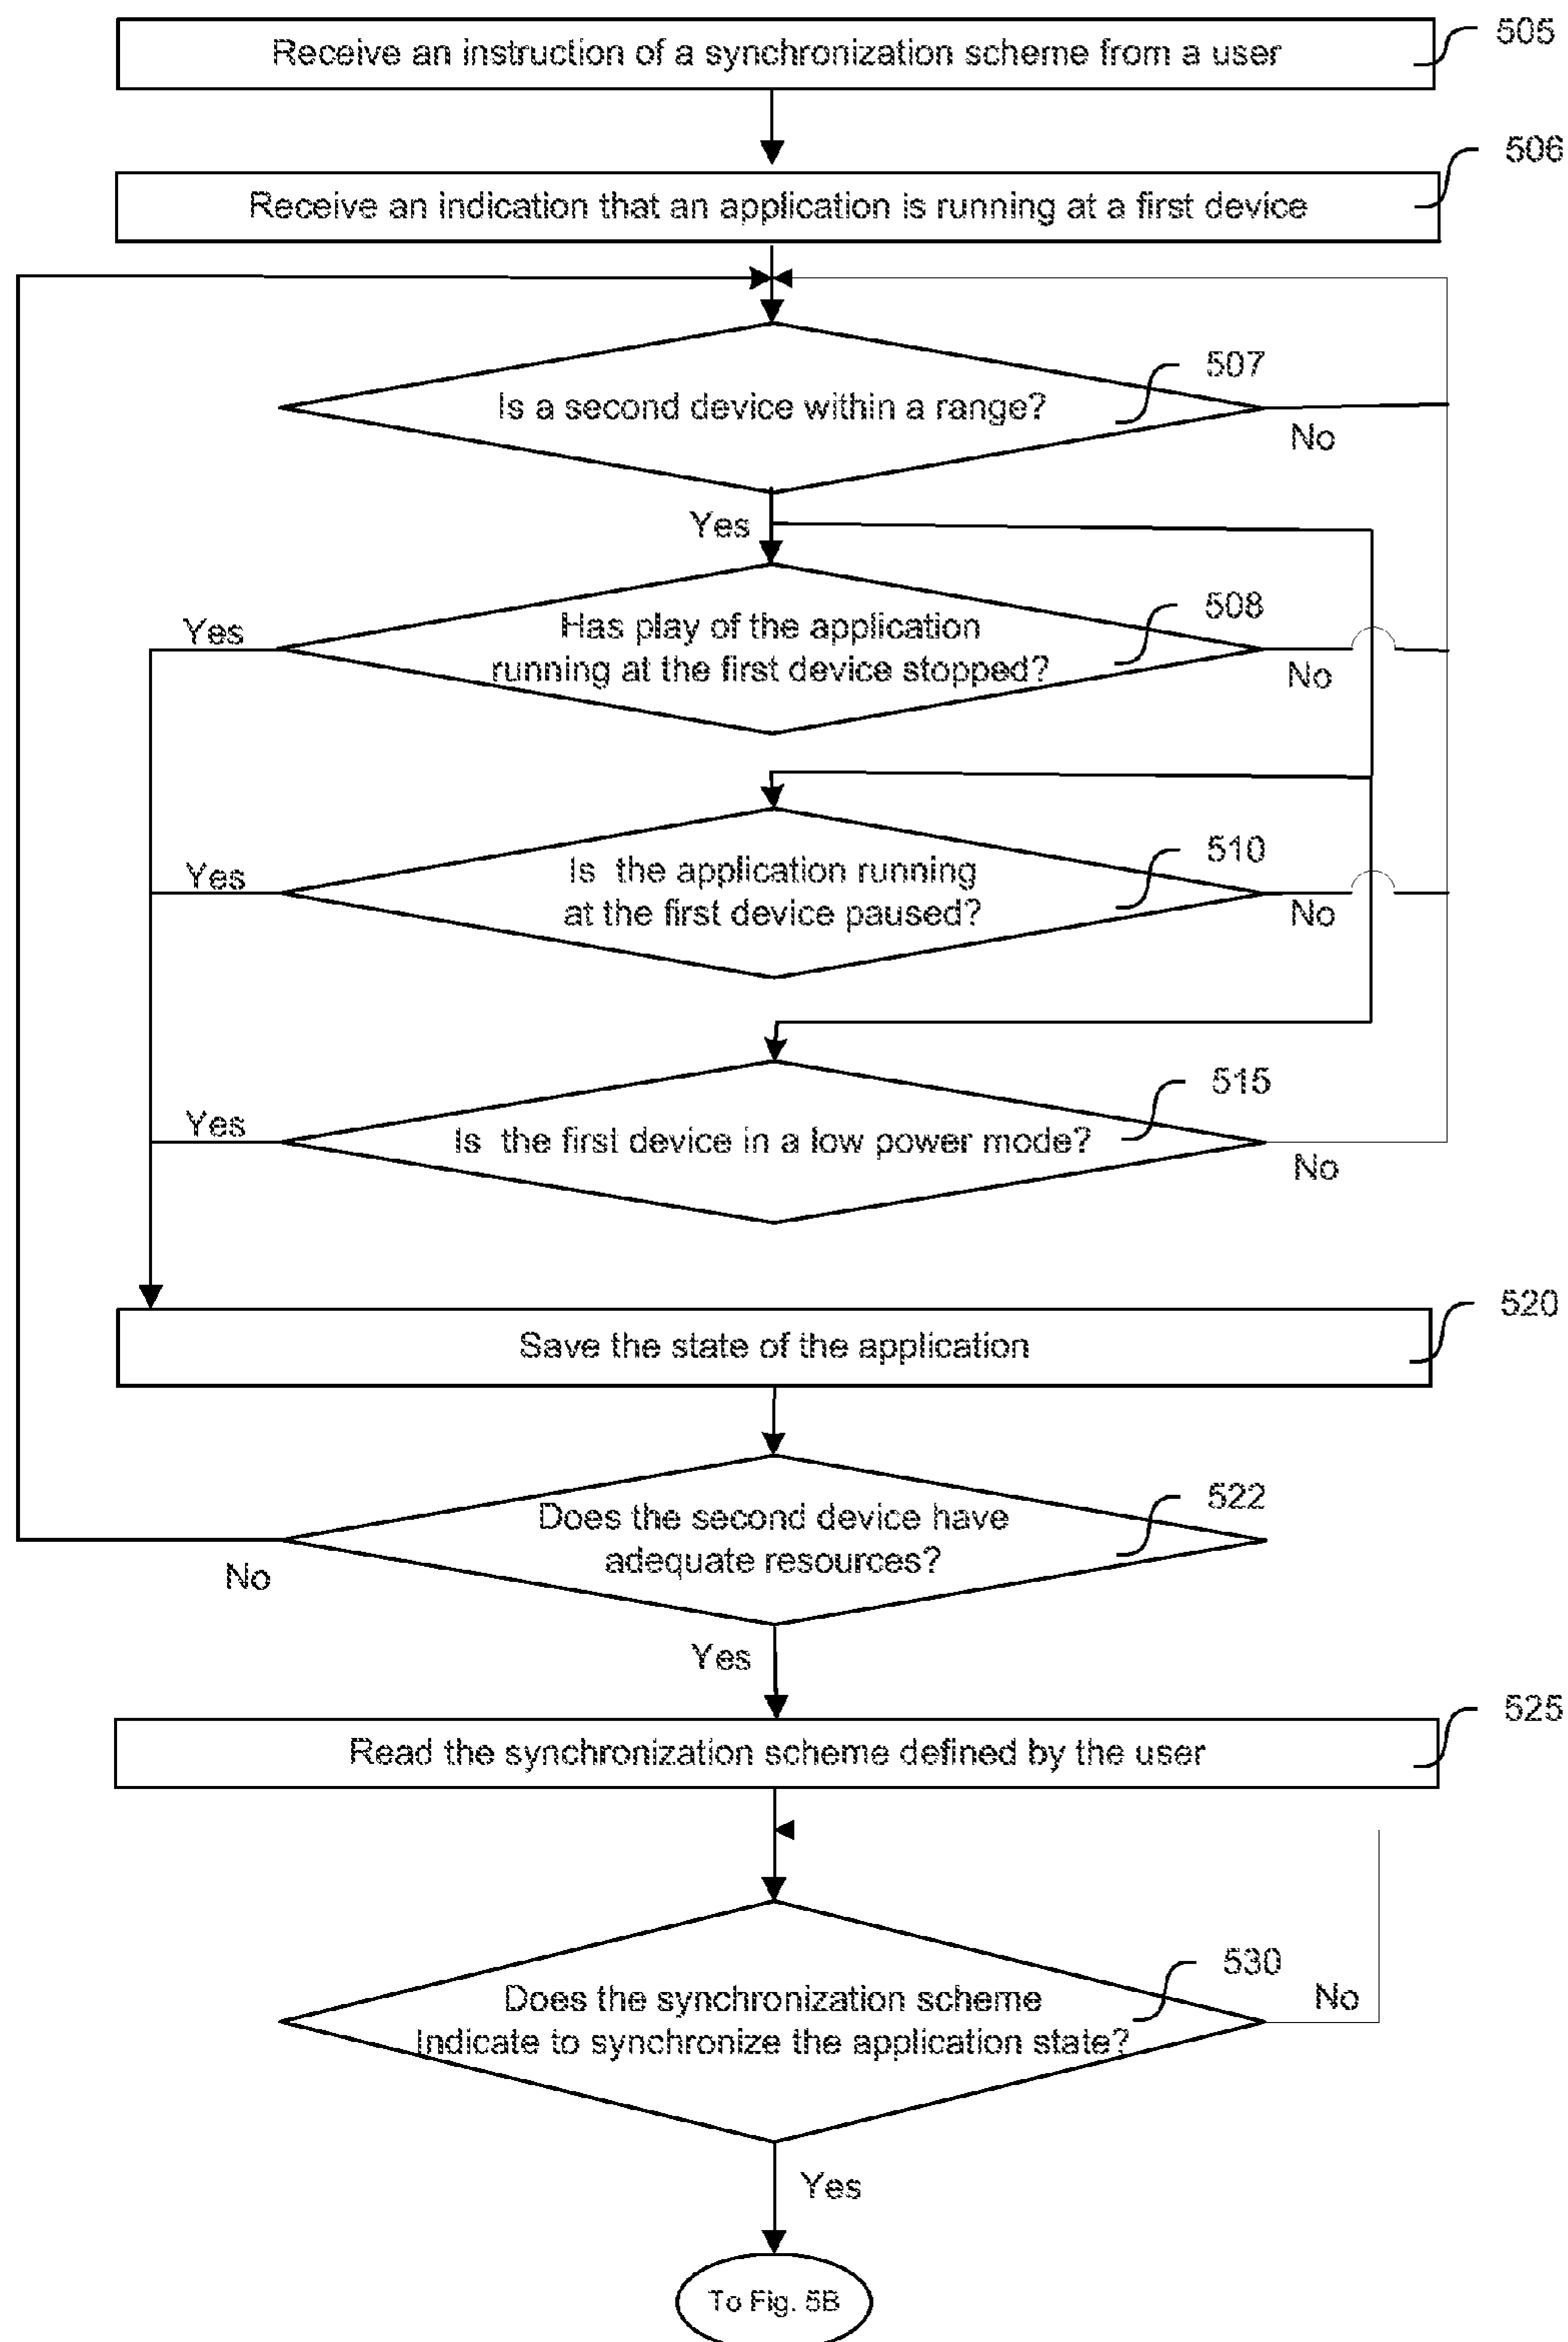 Receive an instruction of a synchronization scheme from a user
505
Receive an indication that an application is running at a first device
506
Is a second device within a range?
507
No
Yes
Has play of the application
running at the first device stopped?
508
Yes
No
Is the application running
at the first device paused?
510
Yes
No
Is the first device in a low power mode?
515
Yes
No
Save the state of the application
520
Does the second device have
adequate resources?
522
No
Yes
Read the synchronization scheme defined by the user
525
Does the synchronization scheme
Indicate to synchronize the application state?
530
No
Yes
To Fig. 5B